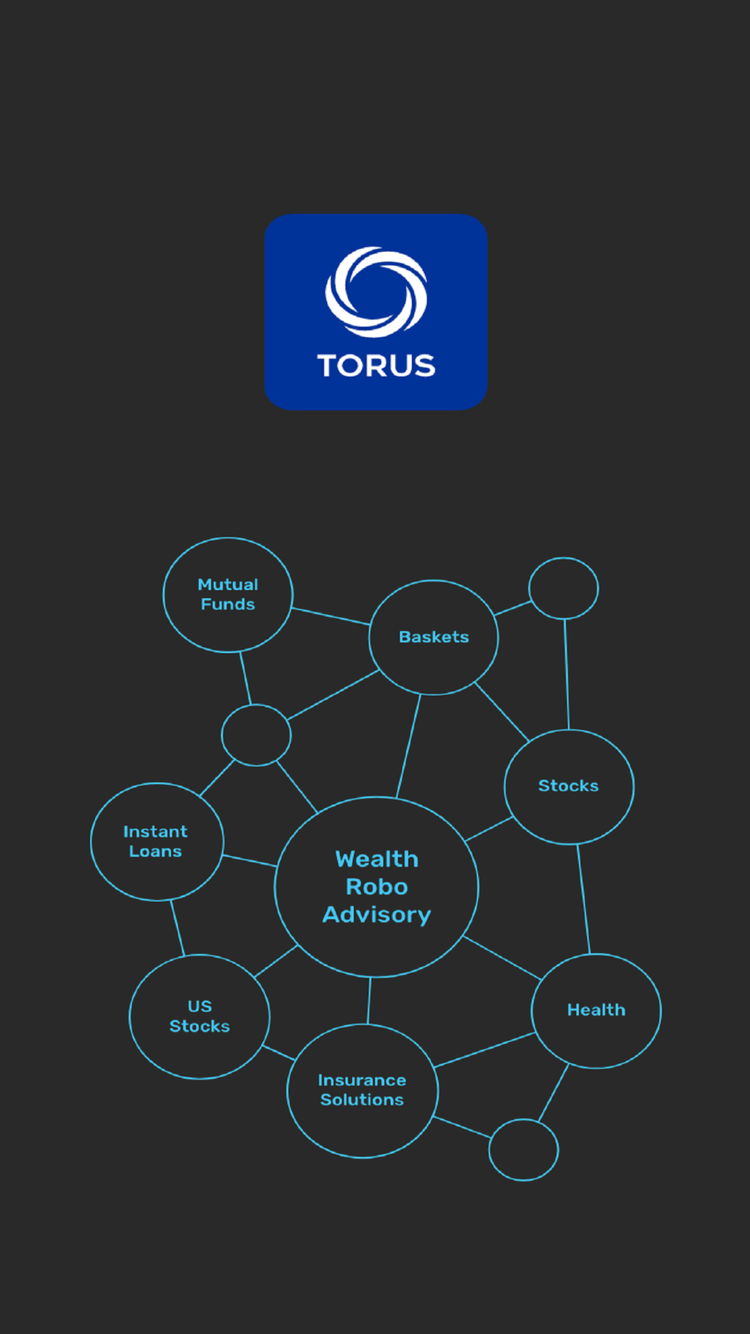 TORUS
Mutual
Funds
Baskets
Stocks
Instant
Loans
Wealth
Robo
Advisory
US
Stocks
Health
Insurance
Solutions